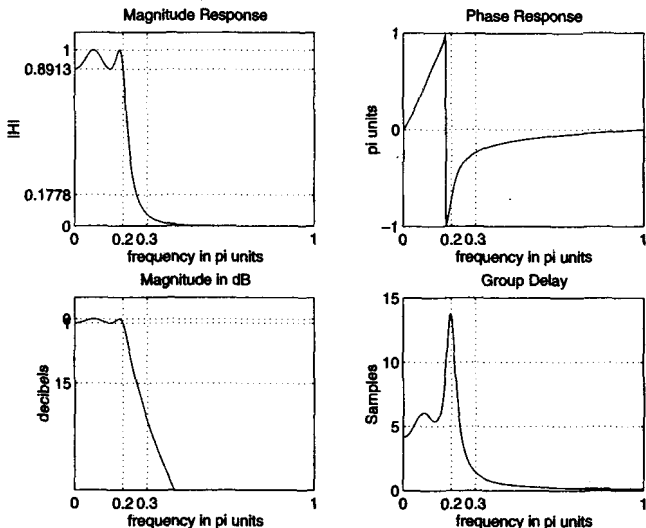 Magnitude Response
1
0.8913
|H|
0.1778
0
0
0.2
0.3
1
frequency in pi units
Phase Response
1
pi units
0
-1
0
0.2
0.3
1
frequency in pi units
Magnitude in dB
0
decibels
15
0
0.2
0.3
1
frequency in pi units
Group Delay
15
10
Samples
5
0
0
0.2
0.3
1
frequency in pi units